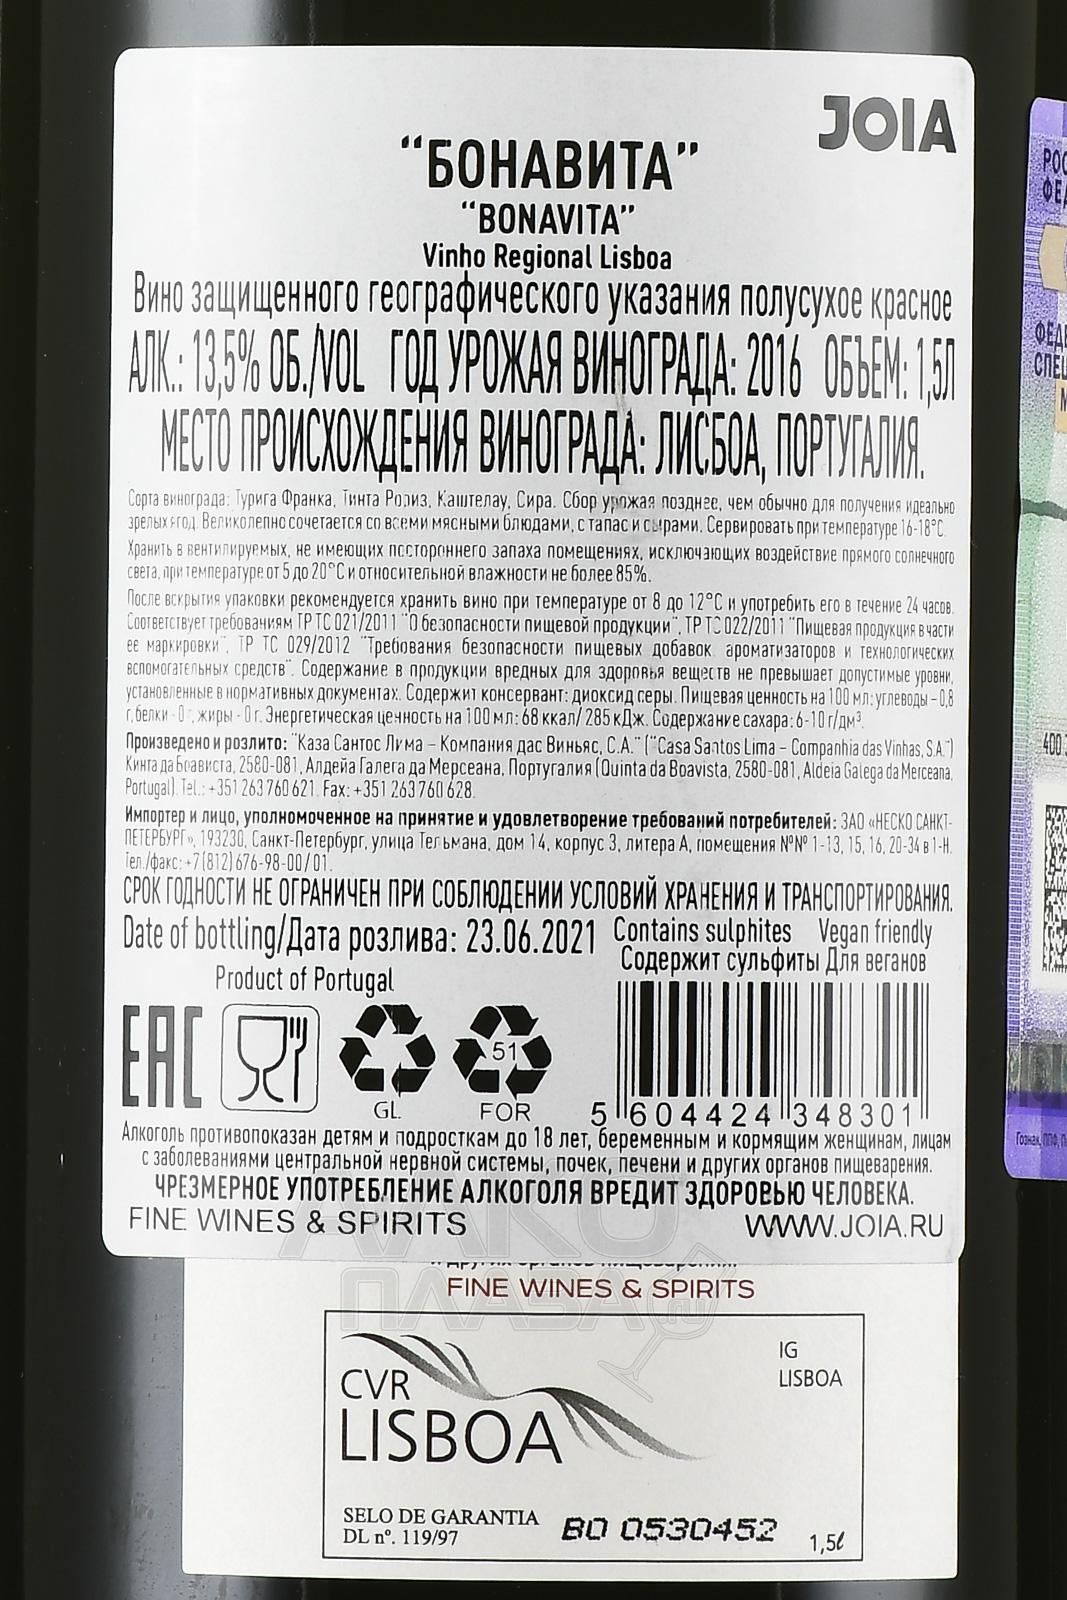 JOIA
“БОНАВИТА”
“BONAVITA”
Vinho Regional Lisboa
Вино защищенного географического указания полусухое красное
АЛК.: 13,5% ОБ./VOL ГОД УРОЖАЯ ВИНОГРАДА: 2016 ОБЪЕМ: 1,5Л
МЕСТО ПРОИСХОЖДЕНИЯ ВИНОГРАДА: ЛИСБОА, ПОРТУГАЛИЯ.
Сорта винограда: Турига Франка, Тинта Рориз, Каштелау, Сира. Сбор урожая позднее, чем обычно для получения идеально
зрелых ягод. Великолепно сочетается со всеми мясными блюдами, с тапас и сырами. Сервировать при температуре 16-18°С.
Хранить в вентилируемых, не имеющих постороннего запаха помещениях, исключающих воздействие прямого солнечного
света, при температуре от 5 до 20°С и относительной влажности не более 85%.
После вскрытия упаковки рекомендуется хранить вино при температуре от 8 до 12°С и употребить его в течение 24 часов.
Соответствует требованиям ТР ТС 021/2011 "О безопасности пищевой продукции", ТР ТС 022/2011 "Пищевая продукция в части
ее маркировки", ТР ТС 029/2012 "Требования безопасности пищевых добавок, ароматизаторов и технологических
вспомогательных средств". Содержание в продукции вредных для здоровья веществ не превышает допустимые уровни,
установленные в нормативных документах. Содержит консервант: диоксид серы. Пищевая ценность на 100 мл: углеводы – 0,8
г, белки - 0 г, жиры - 0 г. Энергетическая ценность на 100 мл: 68 ккал/ 285 кДж. Содержание сахара: 6-10 г/дм³.
Произведено и розлито: "Каза Сантос Лима – Компания дас Виньяс, С.А." ("Casa Santos Lima – Companhia das Vinhas, S.A.")
Кинта да Боависта, 2580-081, Алдейа Галега да Мерсеана, Португалия (Quinta da Boavista, 2580-081, Aldeia Galega da Merceana,
Portugal). Tel.: +351 263 760 621. Fax: +351 263 760 628.
Импортер и лицо, уполномоченное на принятие и удовлетворение требований потребителей: ЗАО «НЕСКО САНКТ-
ПЕТЕРБУРГ», 193230, Санкт-Петербург, улица Тельмана, дом 14, корпус 3, литера А, помещения №№ 1-13, 15, 16, 20-34 в 1-Н.
Тел./факс: +7 (812) 676-98-00/01.
СРОК ГОДНОСТИ НЕ ОГРАНИЧЕН ПРИ СОБЛЮДЕНИИ УСЛОВИЙ ХРАНЕНИЯ И ТРАНСПОРТИРОВАНИЯ.
Date of bottling/Дата розлива: 23.06.2021 Contains sulphites Vegan friendly
Содержит сульфиты Для веганов
Product of Portugal
EAC
51
GL
FOR
5 604424 348301
Алкоголь противопоказан детям и подросткам до 18 лет, беременным и кормящим женщинам, лицам
с заболеваниями центральной нервной системы, почек, печени и других органов пищеварения.
ЧРЕЗМЕРНОЕ УПОТРЕБЛЕНИЕ АЛКОГОЛЯ ВРЕДИТ ЗДОРОВЬЮ ЧЕЛОВЕКА.
FINE WINES & SPIRITS WWW.JOIA.RU
и других органов пищеварения.
FINE WINES & SPIRITS
АЛКО
ПЛАZА
.ru
CVR
LISBOA
IG
LISBOA
SELO DE GARANTIA
DL nº. 119/97
BO 0530452
1,5ℓ
РОС
ФЕД
ФЕДЕ
СПЕЦ
М
400
Гознак, ППФ,